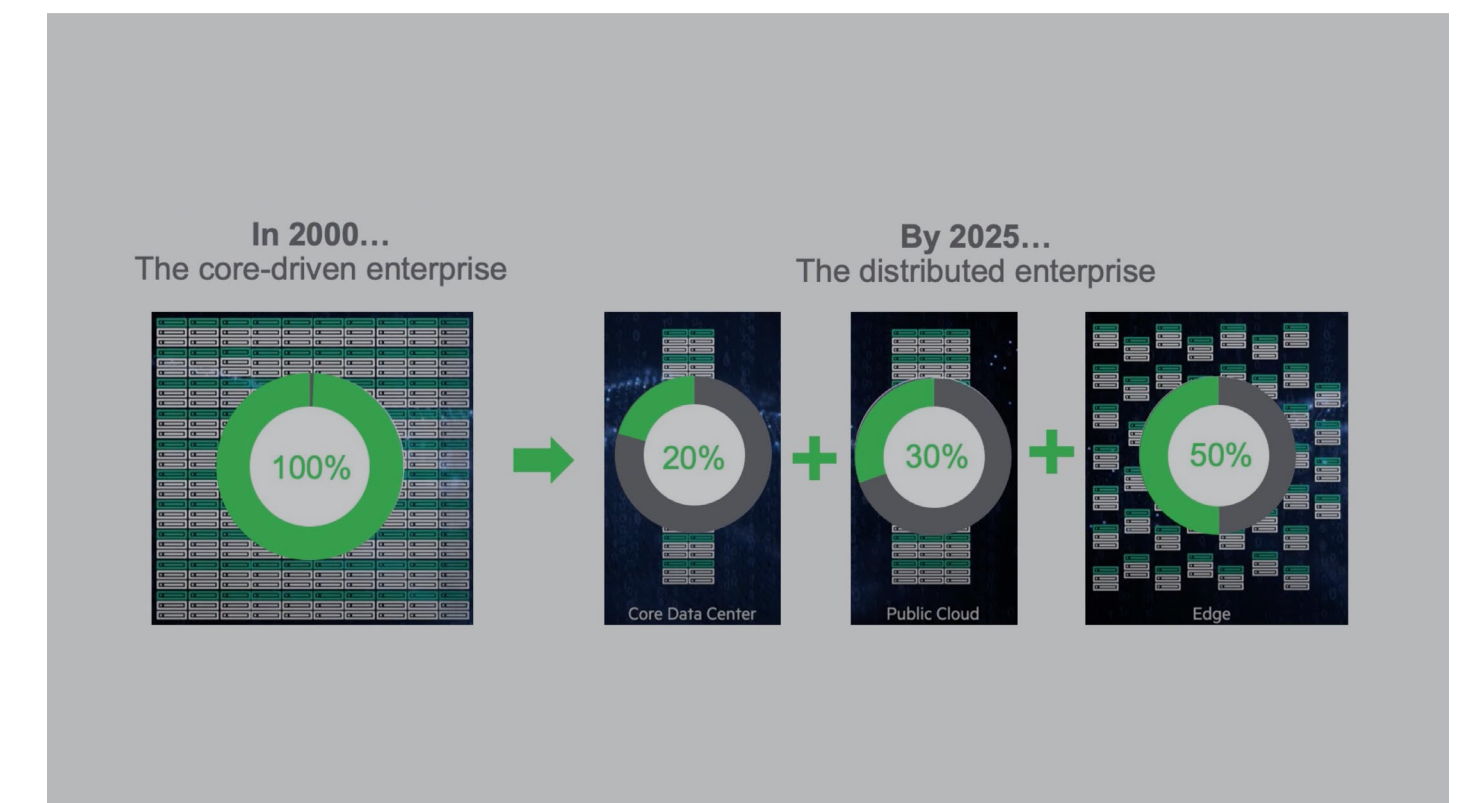 In 2000…
The core-driven enterprise
100%
By 2025…
The distributed enterprise
20%
Core Data Center
30%
Public Cloud
50%
Edge